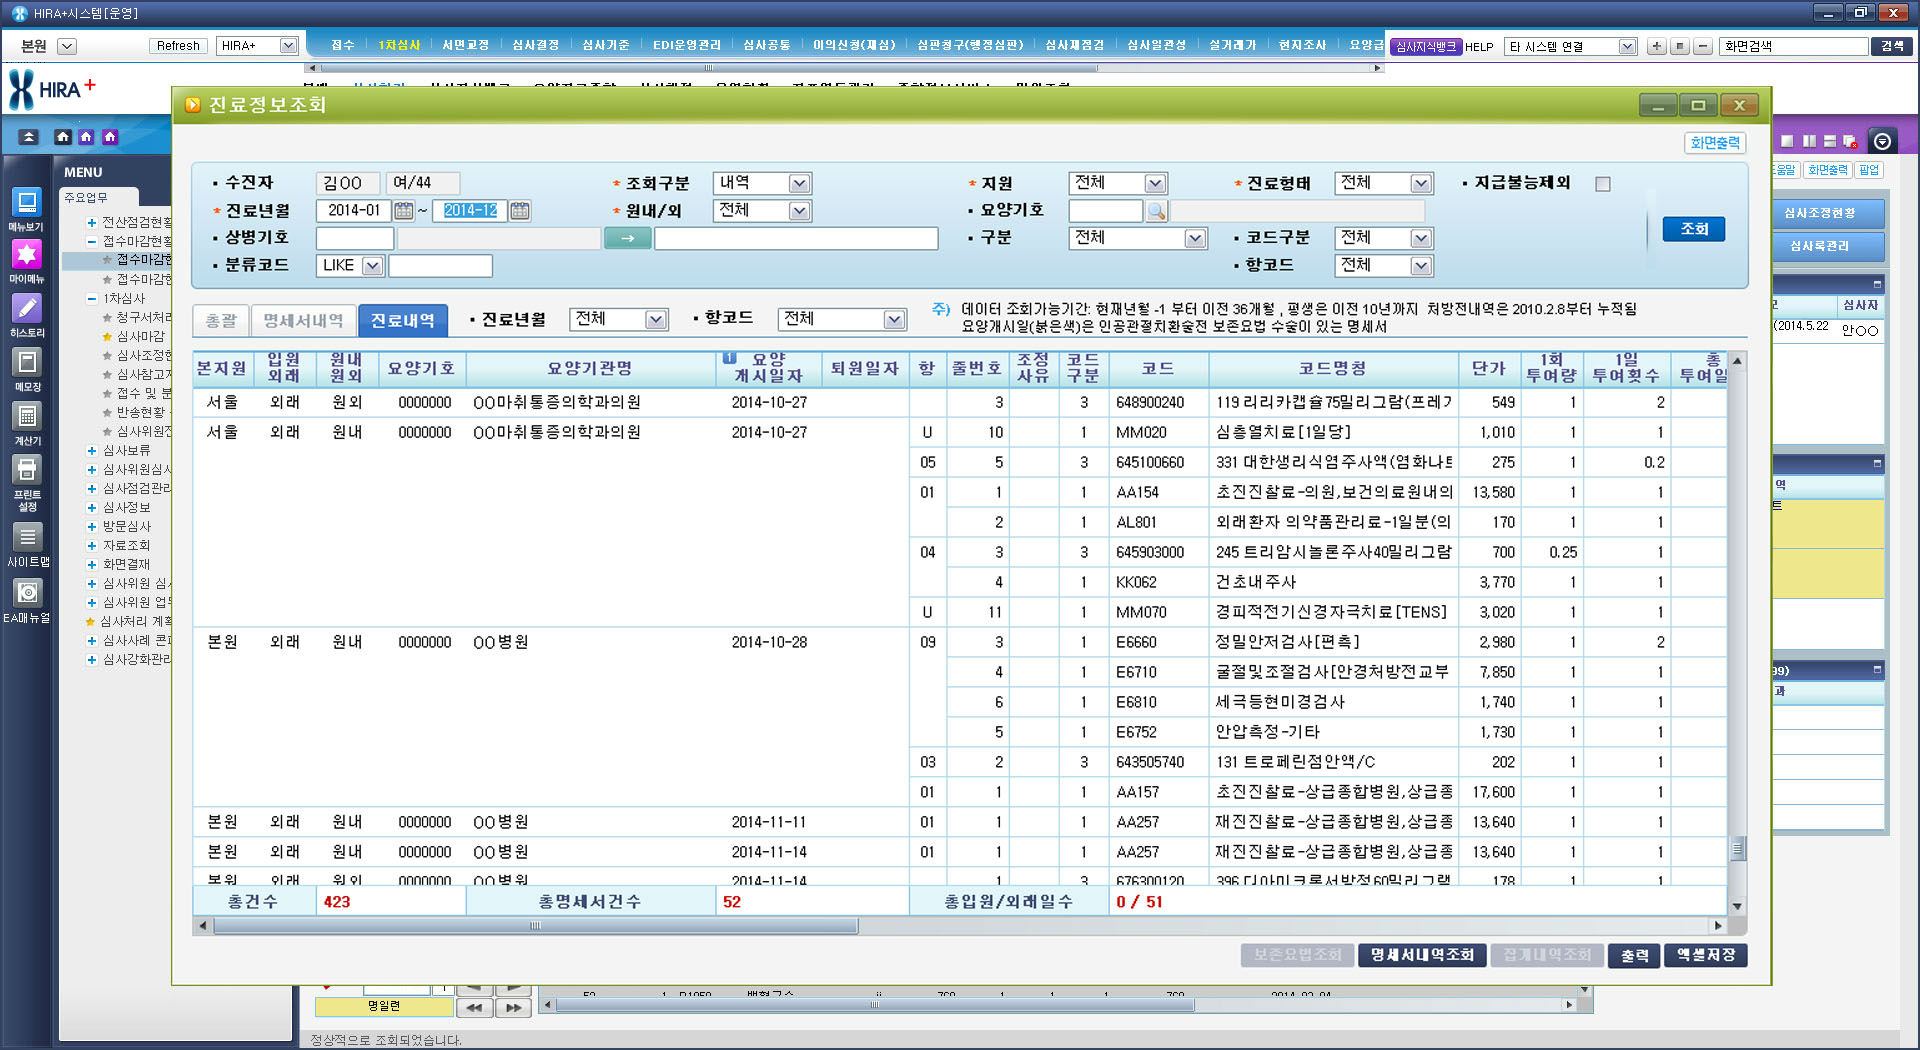 HIRA+시스템[운영]
본원 Refresh HIRA+ 접수 1차심사 서면교정 심사결정 심사기준 EDI운영관리 심사공통 이의신청(재심) 심판청구(행정심판) 심사재점검 심사일관성 실거래가 현지조사 요양급 심사지식뱅크 HELP 타 시스템 연결 화면검색 검색
HIRA+
진료정보조회
화면출력
화면출력 팝업
MENU
주요업무
메뉴보기
마이메뉴
히스토리
메모장
계산기
프린트
설정
사이트맵
EA매뉴얼
전산점검현황
접수마감현황
접수마감현
접수마감현
1차심사
청구서처리
심사마감
심사조정현
심사참고자
접수 및 분
반송현황
심사위원전
심사보류
심사위원심사
심사점검관리
심사정보
방문심사
자료조회
화면결재
심사위원 심사
심사위원 업무
심사처리 계획
심사사례 콘
심사강화관리
수진자 김OO 여/44 * 조회구분 내역 * 지원 전체 * 진료형태 전체 지급불능제외
* 진료년월 2014-01 ~ 2014-12 * 원내/외 전체 요양기호
상병기호 → 구분 전체 코드구분 전체
분류코드 LIKE 항코드 전체
조회
심사조정현황
심사록관리
총괄 명세서내역 진료내역 진료년월 전체 항코드 전체
주) 데이터 조회가능기간: 현재년월 -1 부터 이전 36개월 , 평생은 이전 10년까지 처방전내역은 2010.2.8부터 누적됨
요양개시일(붉은색)은 인공관절치환술전 보존요법 수술이 있는 명세서
심사자
(2014.5.22 안OO
본지원 입원외래 원내원외 요양기호 요양기관명 1 요양개시일자 퇴원일자 항 줄번호 조정사유 코드구분 코드 코드명칭 단가 1회투여량 1일투여횟수 총투여일
서울 외래 원외 0000000 OO마취통증의학과의원 2014-10-27 3 3 648900240 119 리리카캡슐75밀리그람(프레가 549 1 2
서울 외래 원내 0000000 OO마취통증의학과의원 2014-10-27 U 10 1 MM020 심층열치료[1일당] 1,010 1 1
05 5 3 645100660 331 대한생리식염주사액(염화나트 275 1 0.2
01 1 1 AA154 초진진찰료-의원,보건의료원내의 13,580 1 1
2 1 AL801 외래환자 의약품관리료-1일분(의 170 1 1
04 3 3 645903000 245 트리암시놀론주사40밀리그람 700 0.25 1
4 1 KK062 건초내주사 3,770 1 1
U 11 1 MM070 경피적전기신경자극치료[TENS] 3,020 1 1
본원 외래 원내 0000000 OO병원 2014-10-28 09 3 1 E6660 정밀안저검사[편측] 2,980 1 2
4 1 E6710 굴절및조절검사[안경처방전교부 7,850 1 1
6 1 E6810 세극등현미경검사 1,740 1 1
5 1 E6752 안압측정-기타 1,730 1 1
03 2 3 643505740 131 트로페린점안액/C 202 1 1
01 1 1 AA157 초진진찰료-상급종합병원,상급종 17,600 1 1
본원 외래 원내 0000000 OO병원 2014-11-11 01 1 1 AA257 재진진찰료-상급종합병원,상급종 13,640 1 1
본원 외래 원내 0000000 OO병원 2014-11-14 01 1 1 AA257 재진진찰료-상급종합병원,상급종 13,640 1 1
본원 외래 원외 0000000 OO병원 2014-11-14 1 3 676300120 396 디아미크롱서방정60밀리그램 178 1 1
총건수 423 총명세서건수 52 총입원/외래일수 0 / 51
보존요법조회 명세서내역조회 집계내역조회 출력 엑셀저장
명일련
정상적으로 조회되었습니다.